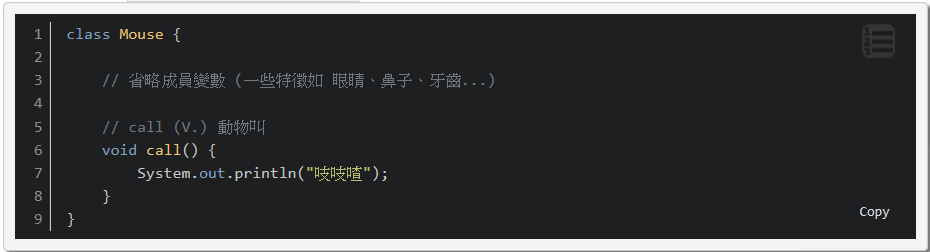 1 class Mouse {
2
3     // 省略成員變數 (一些特徵如 眼睛、鼻子、牙齒...)
4
5     // call (V.) 動物叫
6     void call() {
7         System.out.println("吱吱喳");
8     }
9 }
Copy